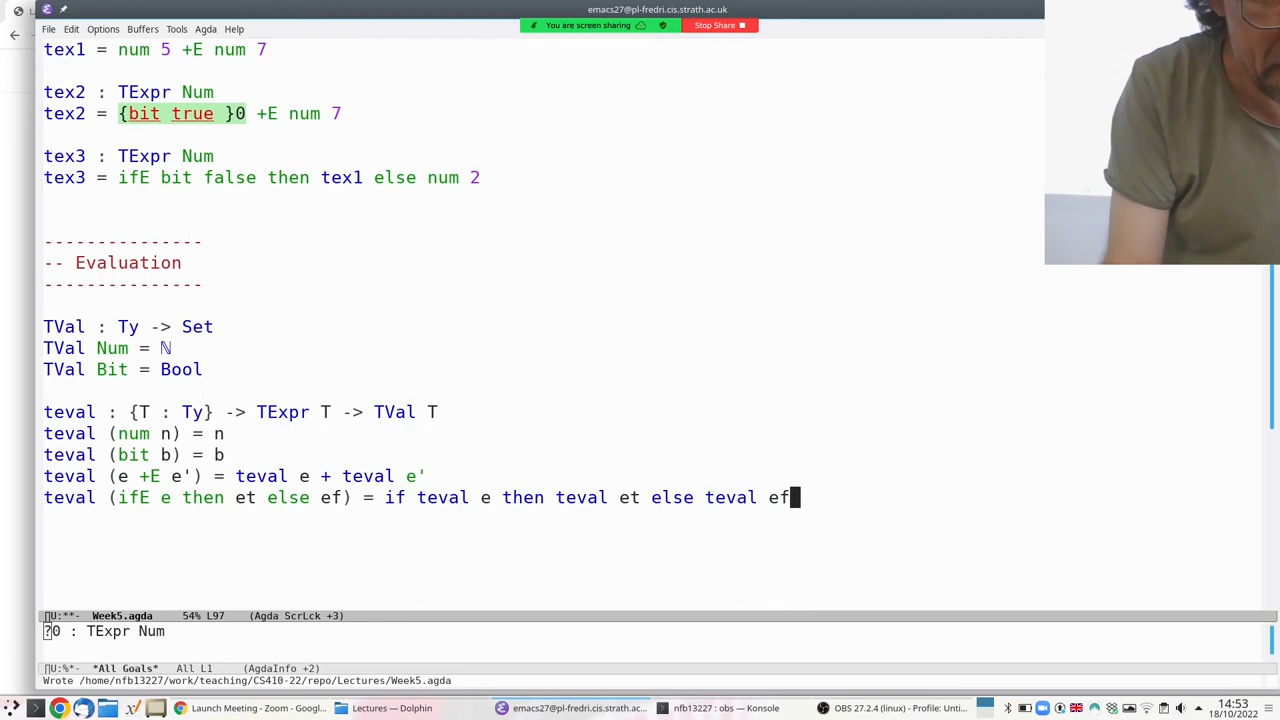 emacs27@pl-fredri.cis.strath.ac.uk
File Edit Options Buffers Tools Agda Help
You are screen sharing
Stop Share
tex1 = num 5 +E num 7
tex2 : TExpr Num
tex2 = {bit true }0 +E num 7
tex3 : TExpr Num
tex3 = ifE bit false then tex1 else num 2
---------------
-- Evaluation
---------------
TVal : Ty -> Set
TVal Num = ℕ
TVal Bit = Bool
teval : {T : Ty} -> TExpr T -> TVal T
teval (num n) = n
teval (bit b) = b
teval (e +E e') = teval e + teval e'
teval (ifE e then et else ef) = if teval e then teval et else teval ef
U:**- Week5.agda 54% L97 (Agda ScrLck +3)
?0 : TExpr Num
U:%*- *All Goals* All L1 (AgdaInfo +2)
Wrote /home/nfb13227/work/teaching/CS410-22/repo/Lectures/Week5.agda
Launch Meeting - Zoom - Googl...
Lectures — Dolphin
emacs27@pl-fredri.cis.strath.ac.uk...
nfb13227 : obs — Konsole
OBS 27.2.4 (linux) - Profile: Unti...
14:53
18/10/2022